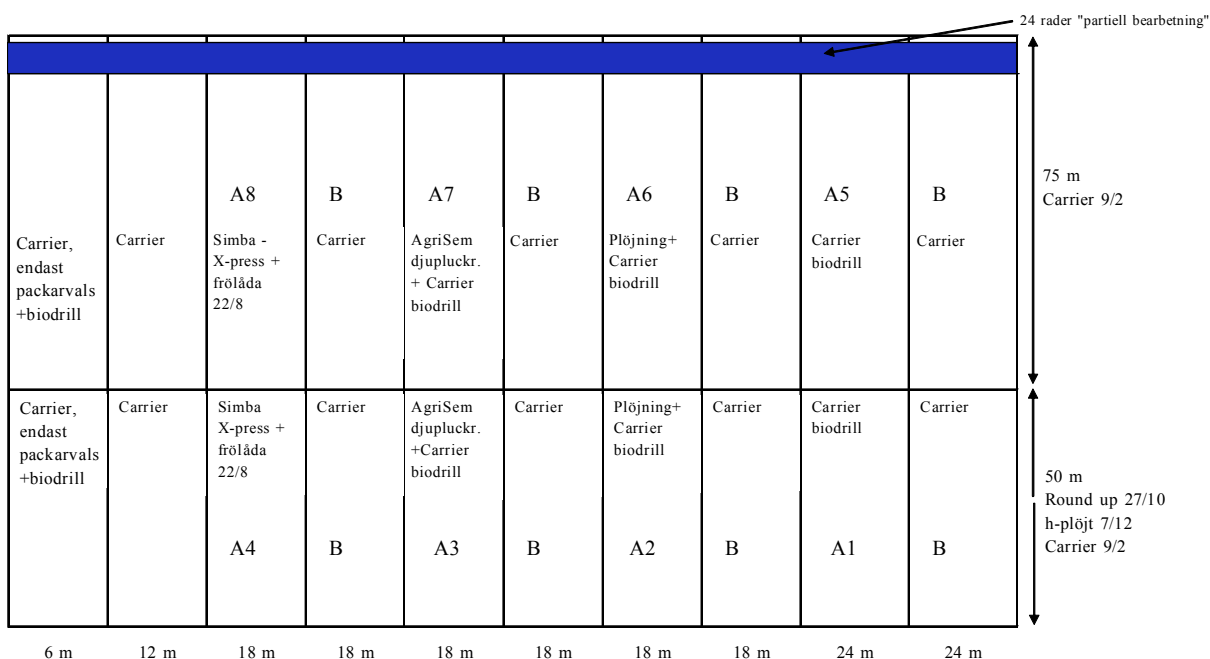 24 rader "partiell bearbetning"
A8
B
A7
B
A6
B
A5
B
75 m
Carrier 9/2
Carrier,
endast
packarvals
+biodrill
Carrier
Simba -
X-press +
frölåda
22/8
Carrier
AgriSem
djupluckr.
+ Carrier
biodrill
Carrier
Plöjning+
Carrier
biodrill
Carrier
Carrier
biodrill
Carrier
Carrier,
endast
packarvals
+biodrill
Carrier
Simba
X-press +
frölåda
22/8
Carrier
AgriSem
djupluckr.
+Carrier
biodrill
Carrier
Plöjning+
Carrier
biodrill
Carrier
Carrier
biodrill
Carrier
50 m
Round up 27/10
h-plöjt 7/12
Carrier 9/2
A4
B
A3
B
A2
B
A1
B
6 m
12 m
18 m
18 m
18 m
18 m
18 m
18 m
24 m
24 m